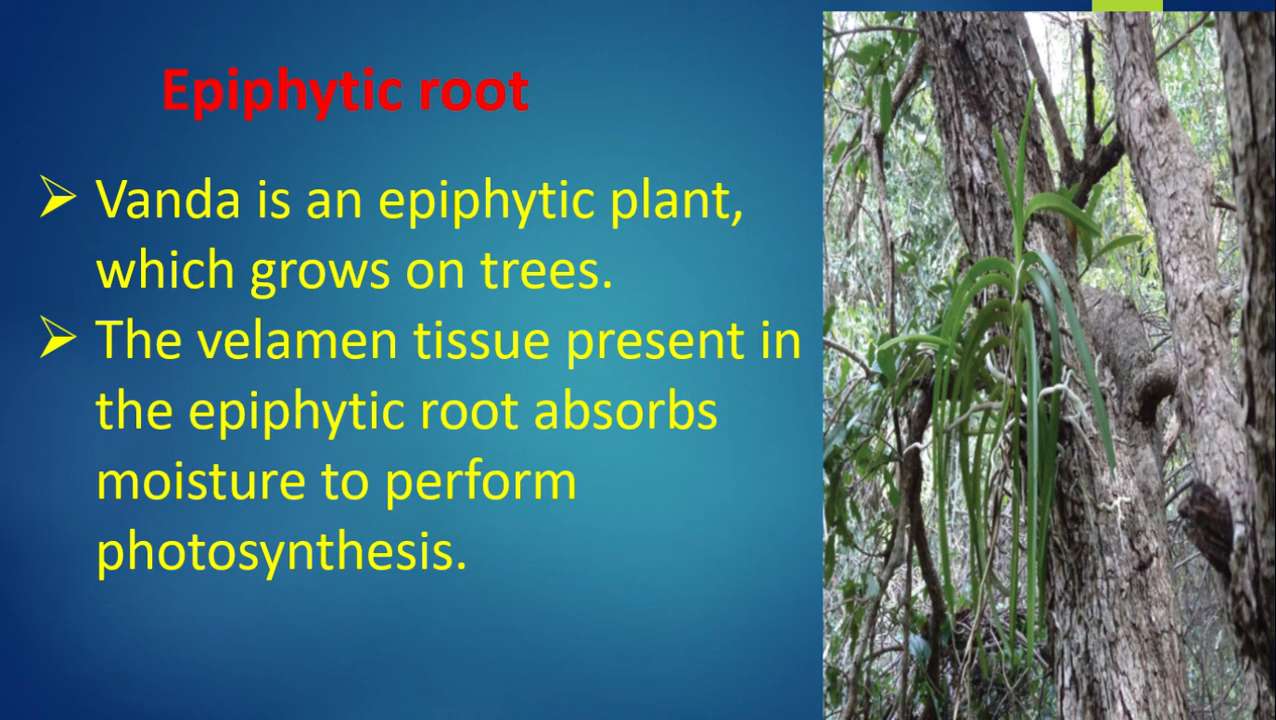 Epiphytic root
➢ Vanda is an epiphytic plant,
which grows on trees.
➢ The velamen tissue present in
the epiphytic root absorbs
moisture to perform
photosynthesis.